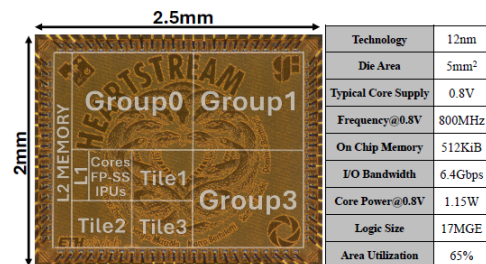 2.5mm
2mm
HEARTSTREAM
GF
L2 MEMORY
Group0
Group1
L1
Cores
FP-SS
IPUs
Tile1
Group3
Tile2
Tile3
ETH
Technology 12nm
Die Area 5mm²
Typical Core Supply 0.8V
Frequency@0.8V 800MHz
On Chip Memory 512KiB
I/O Bandwidth 6.4Gbps
Core Power@0.8V 1.15W
Logic Size 17MGE
Area Utilization 65%